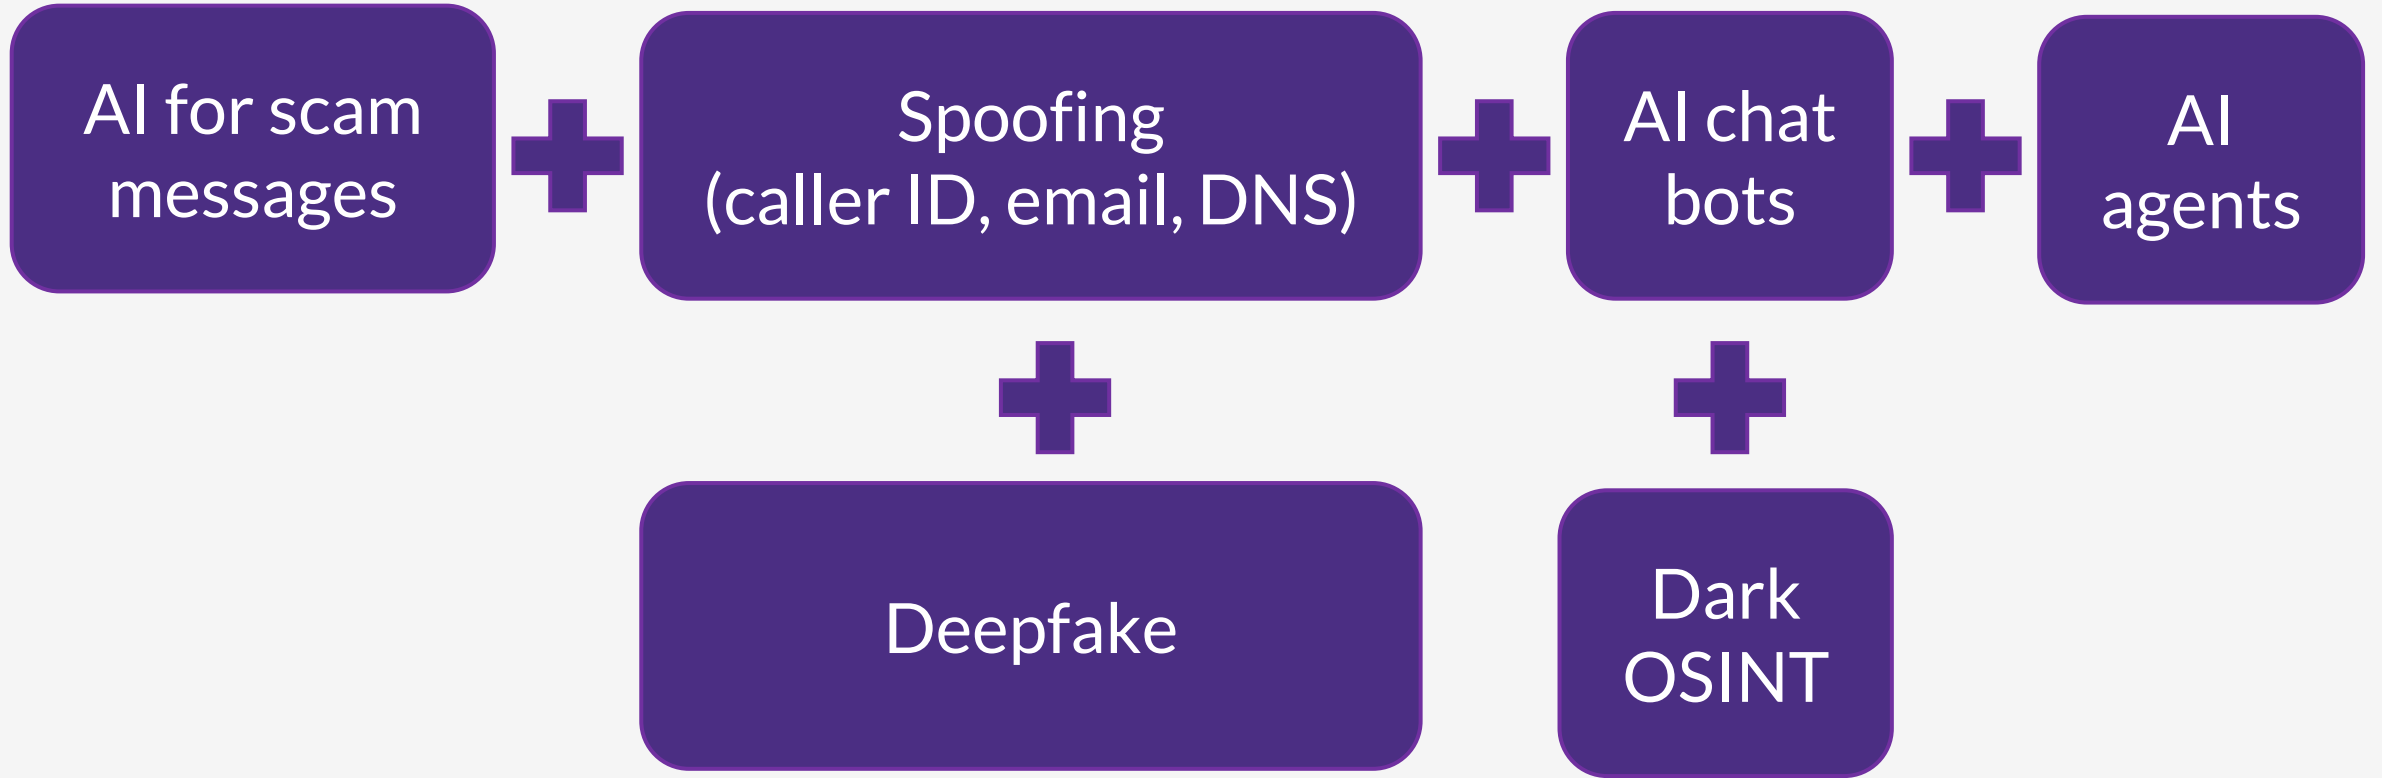 AI for scam
messages
Spoofing
(caller ID, email, DNS)
AI chat
bots
AI
agents
Deepfake
Dark
OSINT